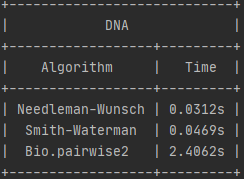 +---------------------------+
|            DNA            |
+------------------+---------+
|    Algorithm     |   Time  |
+------------------+---------+
| Needleman-Wunsch | 0.0312s |
|  Smith-Waterman  | 0.0469s |
|  Bio.pairwise2   | 2.4062s |
+------------------+---------+